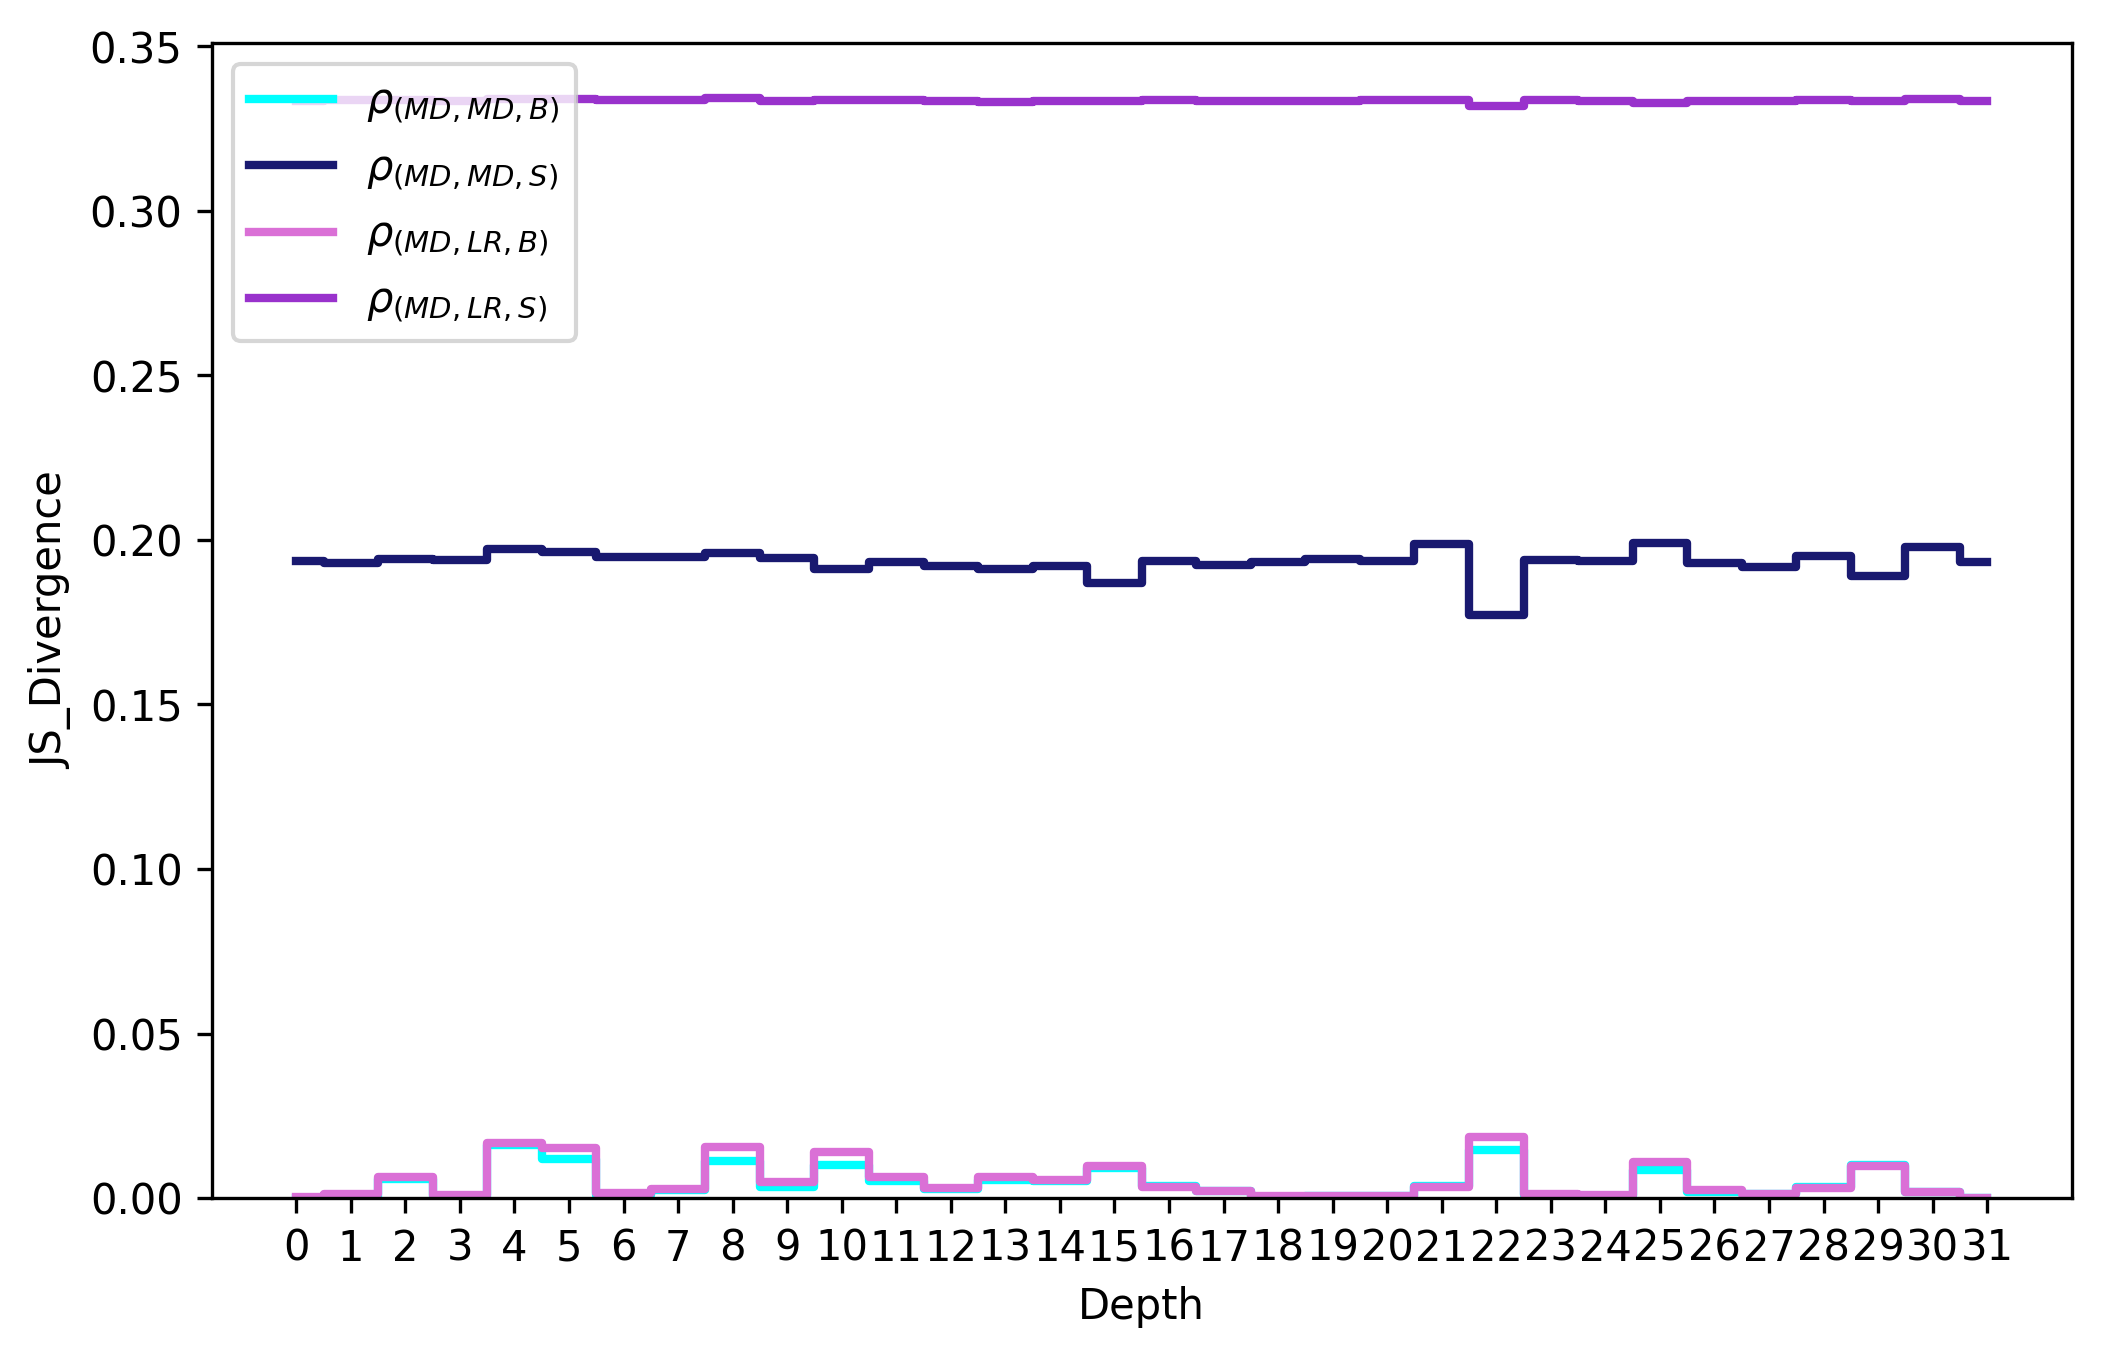 0.35
0.30
0.25
0.20
0.15
0.10
0.05
0.00
JS_Divergence
ρ(MD, MD, B)
ρ(MD, MD, S)
ρ(MD, LR, B)
ρ(MD, LR, S)
0 1 2 3 4 5 6 7 8 9 10 11 12 13 14 15 16 17 18 19 20 21 22 23 24 25 26 27 28 29 30 31
Depth